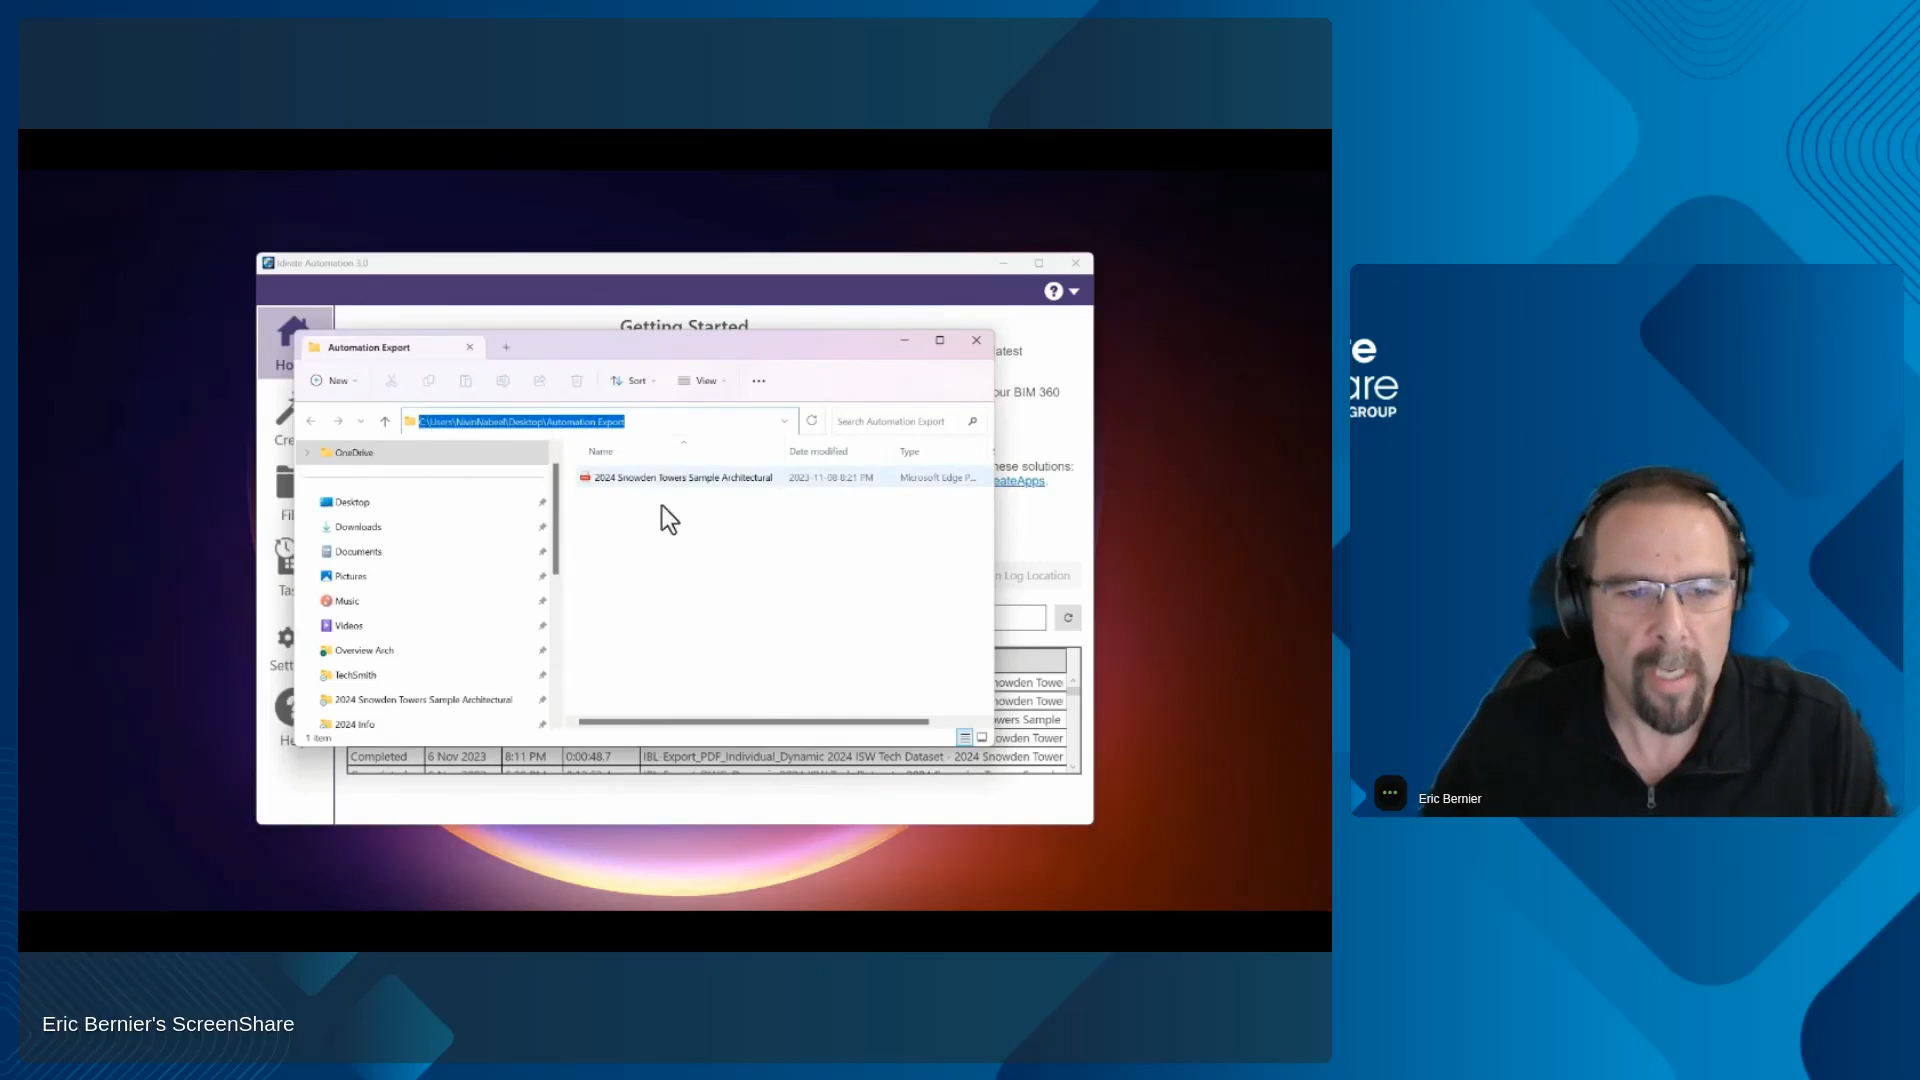 Ideate Automation 3.0
Getting Started
Automation Export
atest
New
Sort
View
our BIM 360
C:\Users\NivinNabeel\Desktop\Automation Export
Search Automation Export
OneDrive
Name
Date modified
Type
hese solutions:
eateApps.
2024 Snowden Towers Sample Architectural
2023-11-08 8:21 PM
Microsoft Edge P...
Desktop
Downloads
Documents
Pictures
Music
Videos
Overview Arch
TechSmith
2024 Snowden Towers Sample Architectural
2024 Info
1 item
Ho
Cre
Fil
Tas
Sett
He
n Log Location
nowden Towe
nowden Tower
wers Sample
nowden Tower
Completed
6 Nov 2023
8:11 PM
0:00:48.7
IBL-Export_PDF_Individual_Dynamic 2024 ISW Tech Dataset - 2024 Snowden Tower
e
are
GROUP
Eric Bernier
Eric Bernier's ScreenShare